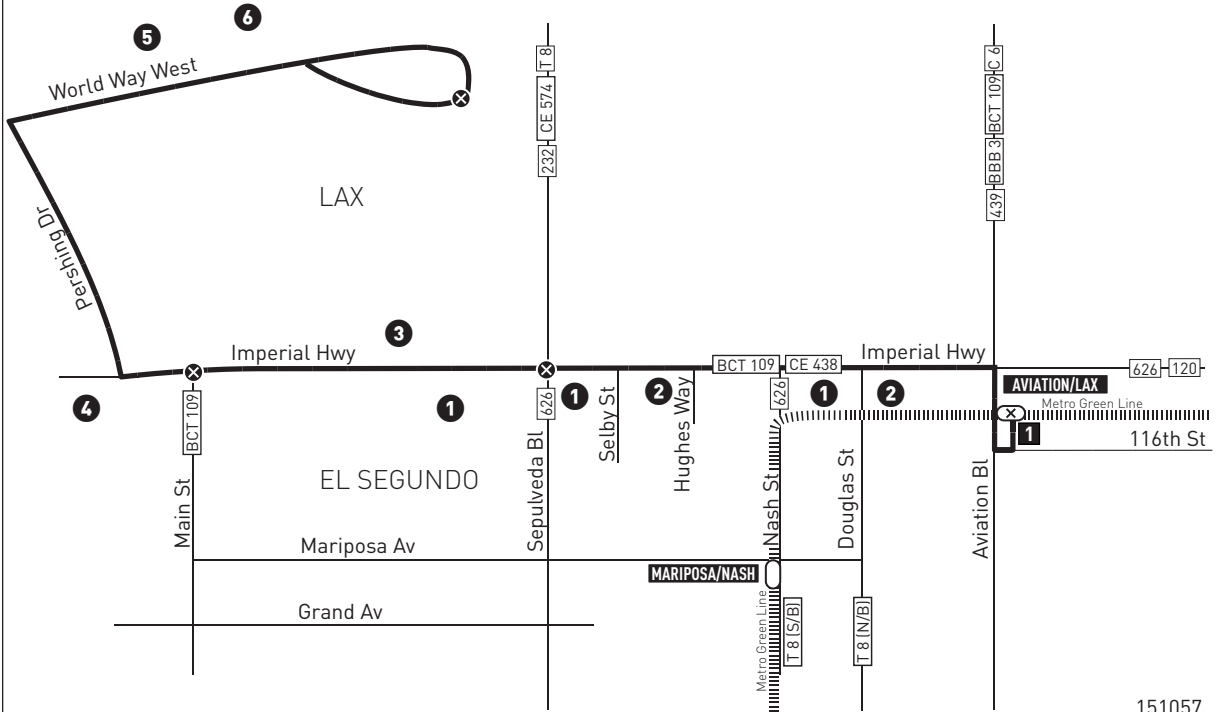 6
5
World Way West
T 8
CE 574
232
C 6
BCT 109
BBB 3
439
LAX
Pershing Dr
3
Imperial Hwy
BCT 109
CE 438
Imperial Hwy
626
120
4
BCT 109
1
626
1
Selby St
2
Hughes Way
626
1
2
AVIATION/LAX
Metro Green Line
1
116th St
EL SEGUNDO
Main St
Sepulveda Bl
Nash St
Douglas St
Aviation Bl
Mariposa Av
MARIPOSA/NASH
Grand Av
Metro Green Line
T 8 (S/B)
T 8 (N/B)
151057